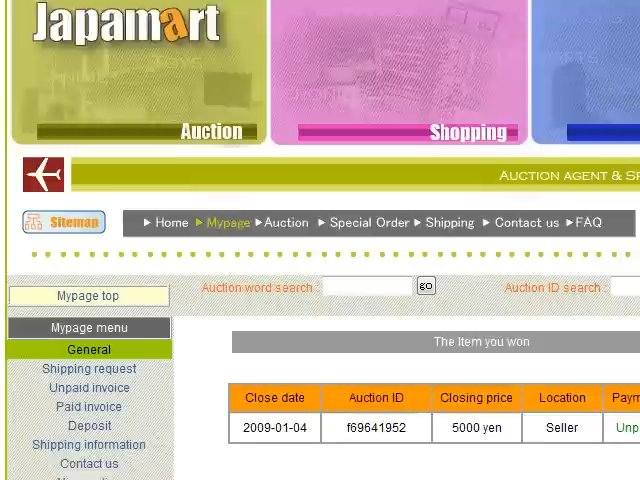 Japamart
TOYS
Auction
Shopping
AUCTION AGENT & SP
Sitemap
Home Mypage Auction Special Order Shipping Contact us FAQ
Mypage top
Auction word search : go Auction ID search :
Mypage menu
The Item you won
General
Shipping request
Unpaid invoice
Paid invoice
Deposit
Shipping information
Contact us
Close date Auction ID Closing price Location Paym
2009-01-04 f69641952 5000 yen Seller Unp